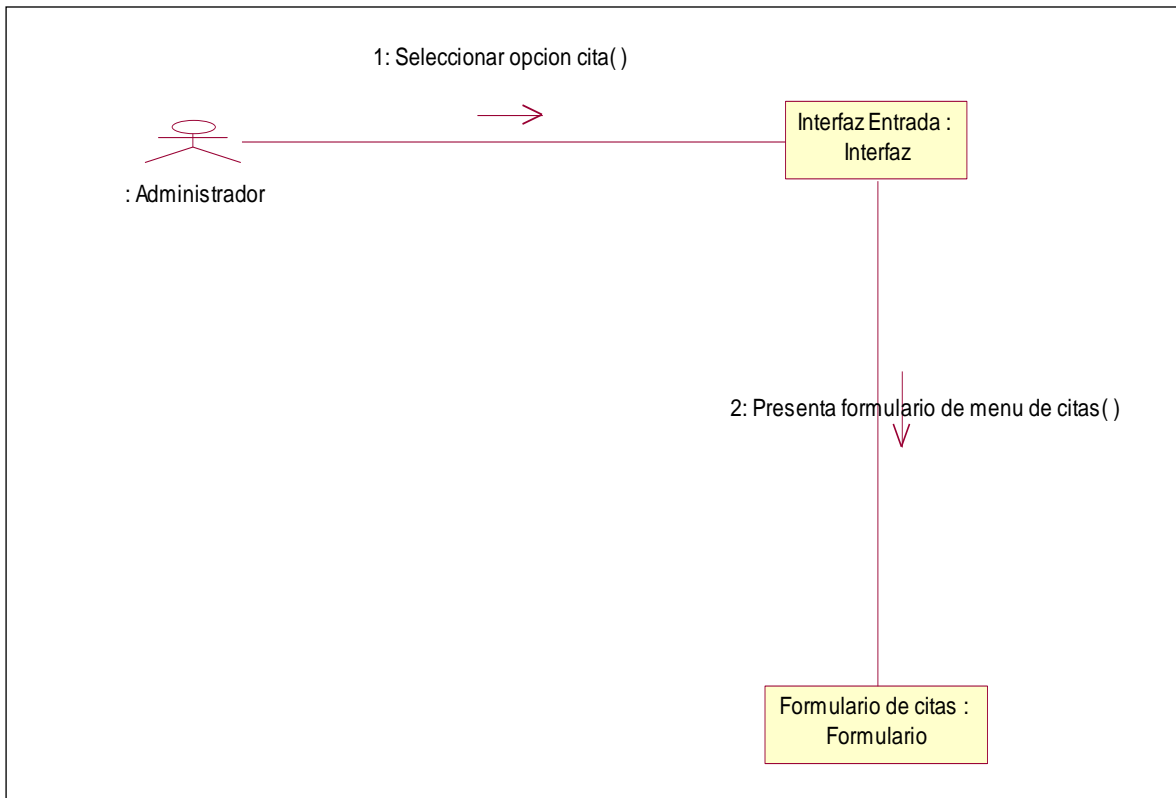 1: Seleccionar opcion cita( )
Interfaz Entrada :
Interfaz
: Administrador
2: Presenta formulario de menu de citas( )
Formulario de citas :
Formulario